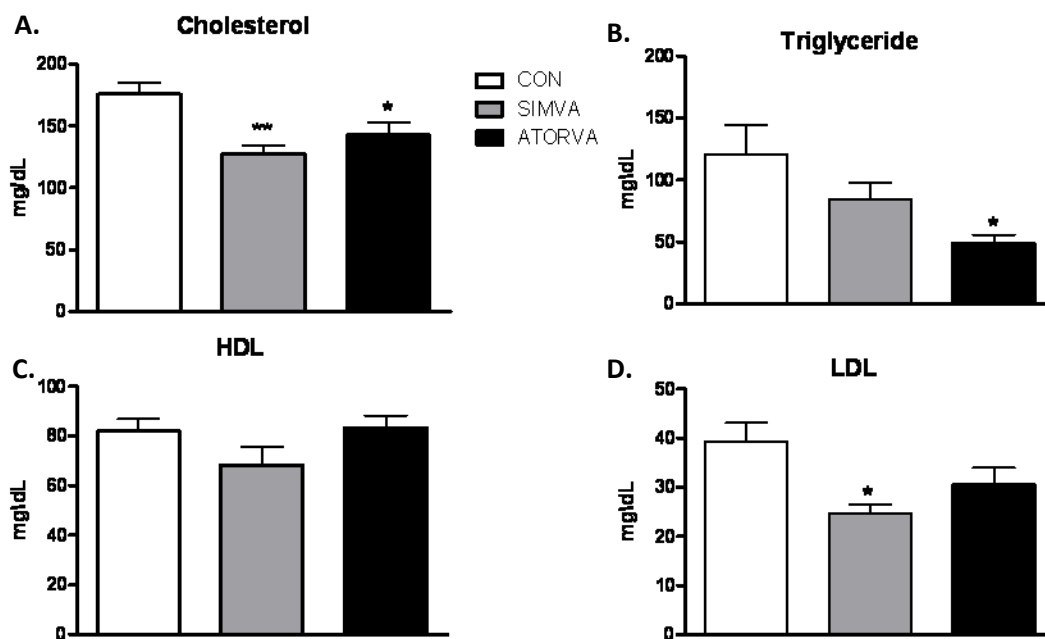 A.
Cholesterol
200
150
100
50
0
mg/dL
**
*
CON
SIMVA
ATORVA
B.
Triglyceride
200
150
100
50
0
mg\dL
*
C.
HDL
100
80
60
40
20
0
mg\dL
D.
LDL
50
40
30
20
10
0
mg\dL
*